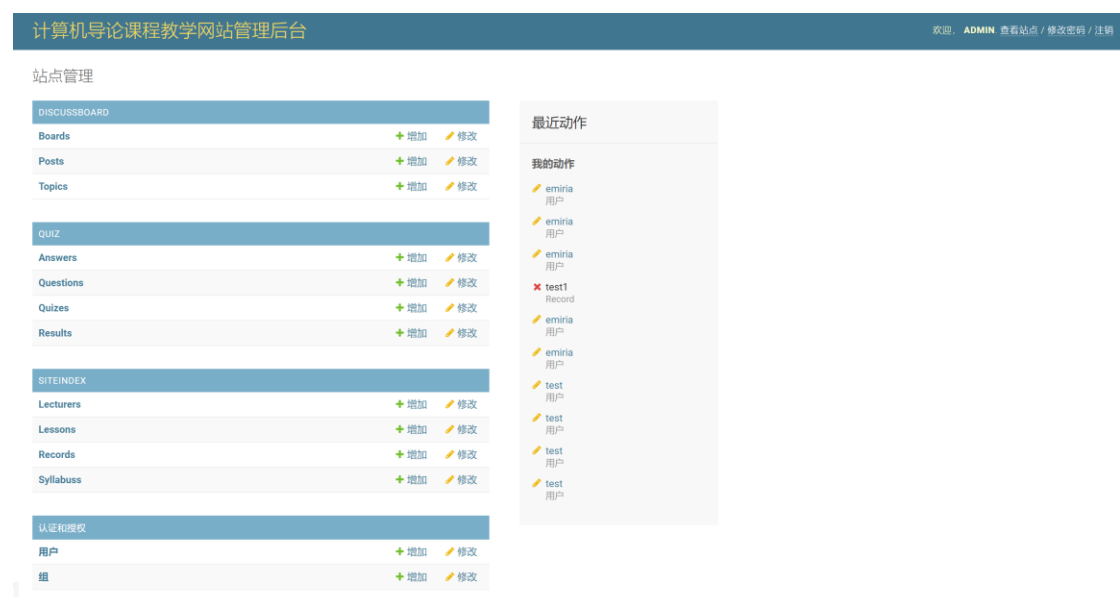 计算机导论课程教学网站管理后台
欢迎， ADMIN. 查看站点 / 修改密码 / 注销
站点管理
DISCUSSBOARD
Boards 增加 修改
Posts 增加 修改
Topics 增加 修改
QUIZ
Answers 增加 修改
Questions 增加 修改
Quizes 增加 修改
Results 增加 修改
SITEINDEX
Lecturers 增加 修改
Lessons 增加 修改
Records 增加 修改
Syllabuss 增加 修改
认证和授权
用户 增加 修改
组 增加 修改
最近动作
我的动作
emiria
用户
emiria
用户
emiria
用户
test1
Record
emiria
用户
emiria
用户
test
用户
test
用户
test
用户
test
用户